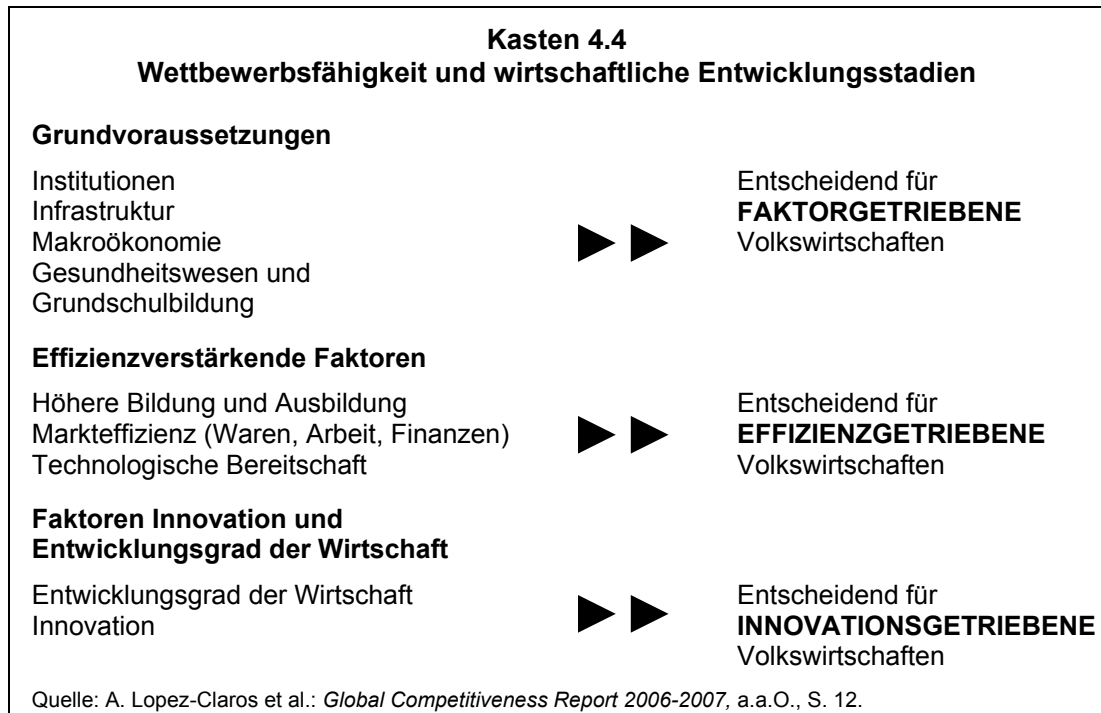 Kasten 4.4
Wettbewerbsfähigkeit und wirtschaftliche Entwicklungsstadien
Grundvoraussetzungen
Institutionen
Infrastruktur
Makroökonomie
Gesundheitswesen und
Grundschulbildung
Entscheidend für
FAKTORGETRIEBENE
Volkswirtschaften
Effizienzverstärkende Faktoren
Höhere Bildung und Ausbildung
Markteffizienz (Waren, Arbeit, Finanzen)
Technologische Bereitschaft
Entscheidend für
EFFIZIENZGETRIEBENE
Volkswirtschaften
Faktoren Innovation und
Entwicklungsgrad der Wirtschaft
Entwicklungsgrad der Wirtschaft
Innovation
Entscheidend für
INNOVATIONSGETRIEBENE
Volkswirtschaften
Quelle: A. Lopez-Claros et al.: Global Competitiveness Report 2006-2007, a.a.O., S. 12.